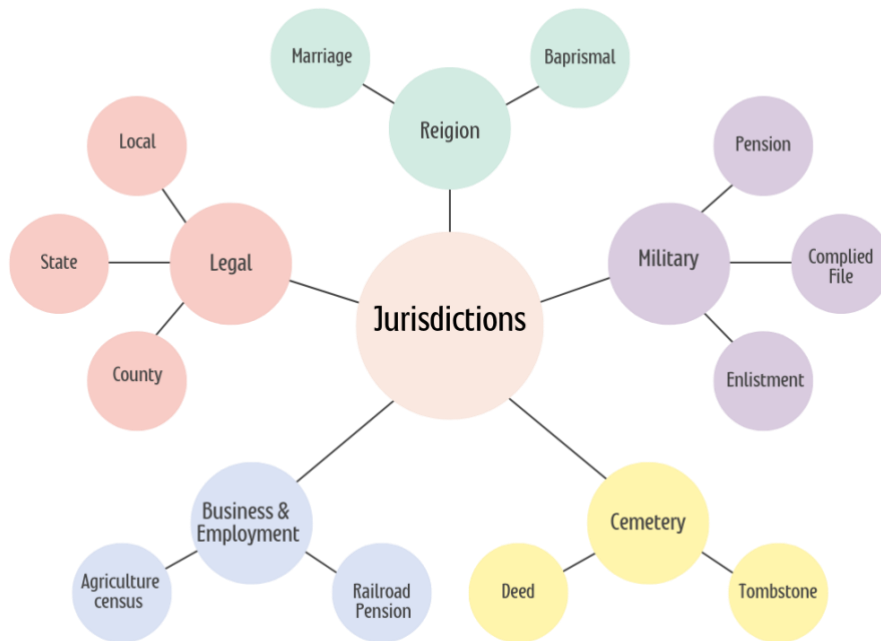 Marriage
Baprismal
Reigion
Local
Pension
State
Legal
Military
Complied
File
Jurisdictions
County
Enlistment
Business &
Employment
Cemetery
Agriculture
census
Railroad
Pension
Deed
Tombstone